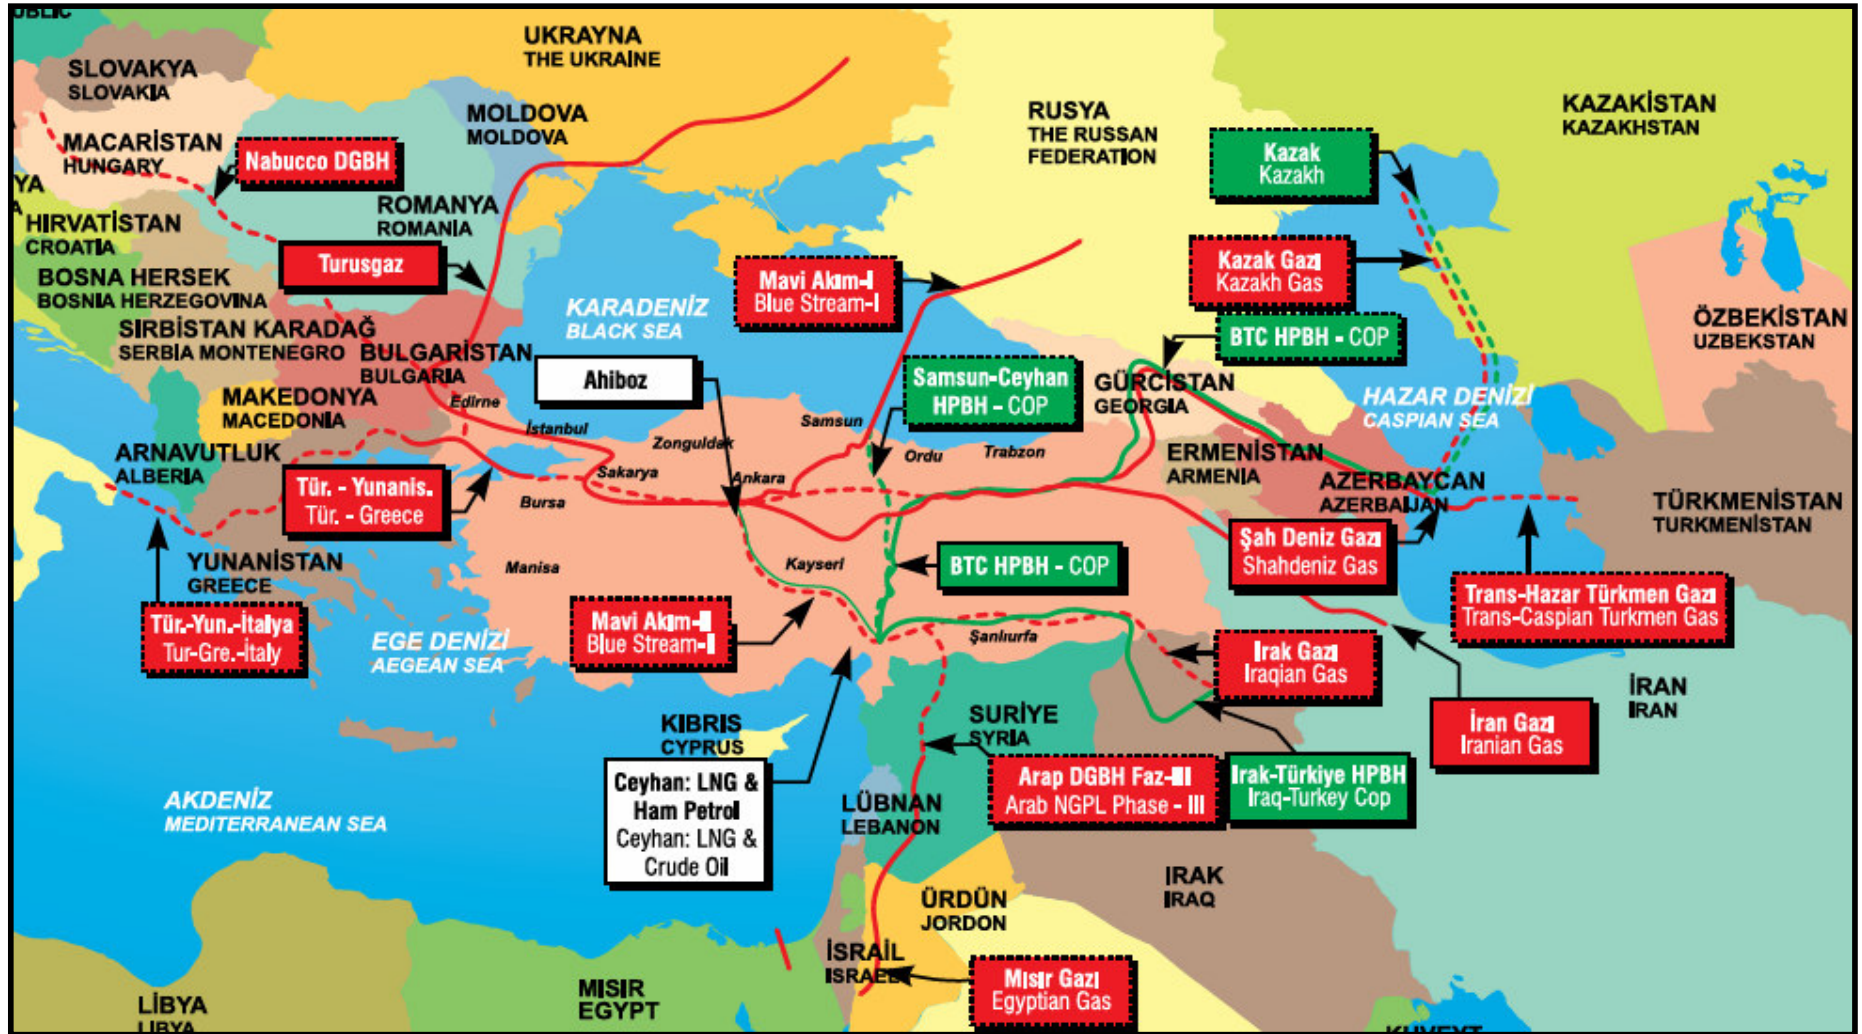 UBLIC
UKRAYNA
THE UKRAINE
SLOVAKYA
SLOVAKIA
MOLDOVA
MOLDOVA
RUSYA
THE RUSSAN
FEDERATION
KAZAKİSTAN
KAZAKHSTAN
MACARİSTAN
HUNGARY
Nabucco DGBH
Kazak
Kazakh
YA
A
HIRVATİSTAN
CROATIA
ROMANYA
ROMANIA
Turusgaz
Mavi Akım-I
Blue Stream-I
Kazak Gazı
Kazakh Gas
BOSNA HERSEK
BOSNIA HERZEGOVINA
KARADENİZ
BLACK SEA
SIRBİSTAN KARADAĞ
SERBIA MONTENEGRO
BULGARİSTAN
BULGARIA
BTC HPBH - COP
ÖZBEKİSTAN
UZBEKSTAN
Ahiboz
Samsun-Ceyhan
HPBH - COP
GÜRCİSTAN
GEORGIA
HAZAR DENİZİ
CASPIAN SEA
MAKEDONYA
MACEDONIA
Edirne
İstanbul
Zonguldak
Samsun
Ordu
Trabzon
ARNAVUTLUK
ALBERIA
ERMENİSTAN
ARMENIA
Sakarya
Ankara
AZERBAYCAN
AZERBAIJAN
Tür. - Yunanis.
Tür. - Greece
Bursa
TÜRKMENİSTAN
TURKMENISTAN
YUNANİSTAN
GREECE
Manisa
Kayseri
BTC HPBH - COP
Şah Deniz Gazı
Shahdeniz Gas
Trans-Hazar Türkmen Gazı
Trans-Caspian Turkmen Gas
Tür.-Yun.-İtalya
Tur-Gre.-İtaly
EGE DENİZİ
AEGEAN SEA
Mavi Akım-II
Blue Stream-II
Şanlıurfa
Irak Gazı
Iraqian Gas
İRAN
IRAN
KIBRIS
CYPRUS
SURİYE
SYRIA
İran Gazı
Iranian Gas
Ceyhan: LNG &
Ham Petrol
Ceyhan: LNG &
Crude Oil
Arap DGBH Faz-III
Arab NGPL Phase - III
Irak-Türkiye HPBH
Iraq-Turkey Cop
AKDENİZ
MEDITERRANEAN SEA
LÜBNAN
LEBANON
IRAK
IRAQ
ÜRDÜN
JORDON
İSRAİL
ISRAEL
Mısır Gazı
Egyptian Gas
MISIR
EGYPT
LİBYA
LIBYA
KUVEYT